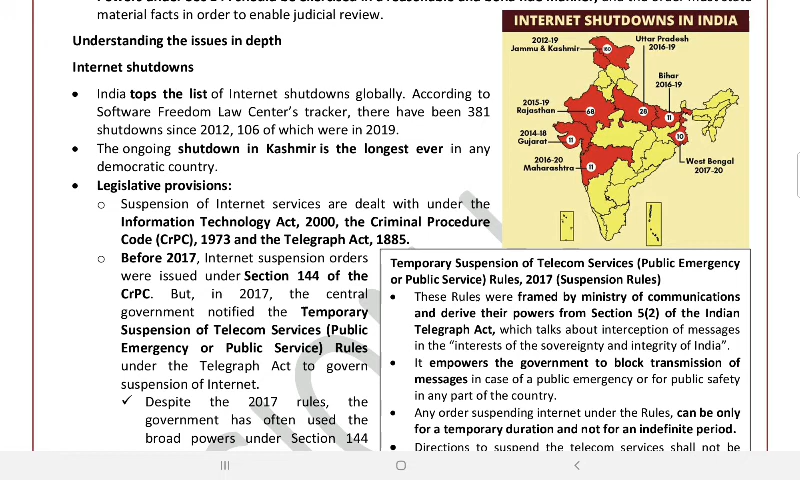 material facts in order to enable judicial review.
Understanding the issues in depth
Internet shutdowns
• India tops the list of Internet shutdowns globally. According to
Software Freedom Law Center's tracker, there have been 381
shutdowns since 2012, 106 of which were in 2019.
• The ongoing shutdown in Kashmir is the longest ever in any
democratic country.
• Legislative provisions:
o Suspension of Internet services are dealt with under the
Information Technology Act, 2000, the Criminal Procedure
Code (CrPC), 1973 and the Telegraph Act, 1885.
o Before 2017, Internet suspension orders
were issued under Section 144 of the
CrPC. But, in 2017, the central
government notified the Temporary
Suspension of Telecom Services (Public
Emergency or Public Service) Rules
under the Telegraph Act to govern
suspension of Internet.
✓ Despite the 2017 rules, the
government has often used the
broad powers under Section 144
INTERNET SHUTDOWNS IN INDIA
2012-19
Jammu & Kashmir
180
Uttar Pradesh
2016-19
28
Bihar
2016-19
11
2015-19
Rajasthan
68
2014-18
Gujarat
11
10
2016-20
Maharashtra
11
West Bengal
2017-20
Temporary Suspension of Telecom Services (Public Emergency
or Public Service) Rules, 2017 (Suspension Rules)
• These Rules were framed by ministry of communications
and derive their powers from Section 5(2) of the Indian
Telegraph Act, which talks about interception of messages
in the “interests of the sovereignty and integrity of India”.
• It empowers the government to block transmission of
messages in case of a public emergency or for public safety
in any part of the country.
• Any order suspending internet under the Rules, can be only
for a temporary duration and not for an indefinite period.
• Directions to suspend the telecom services shall not be